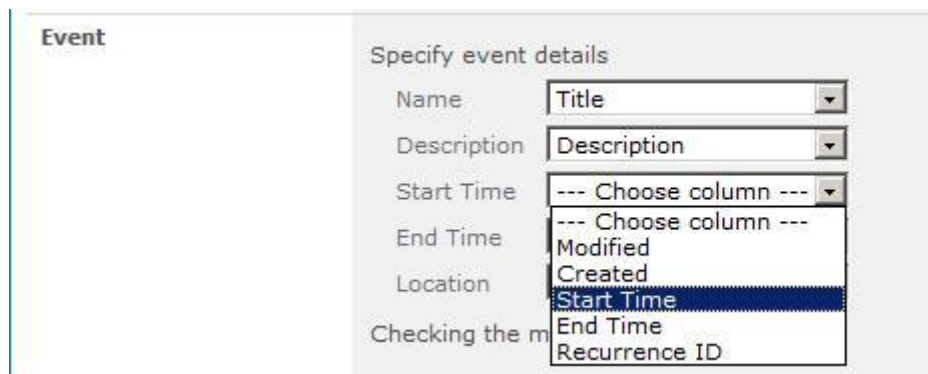 Event
Specify event details
Name Title
Description Description
Start Time --- Choose column ---
--- Choose column ---
End Time
Modified
Created
Location
Start Time
Checking the m
End Time
Recurrence ID